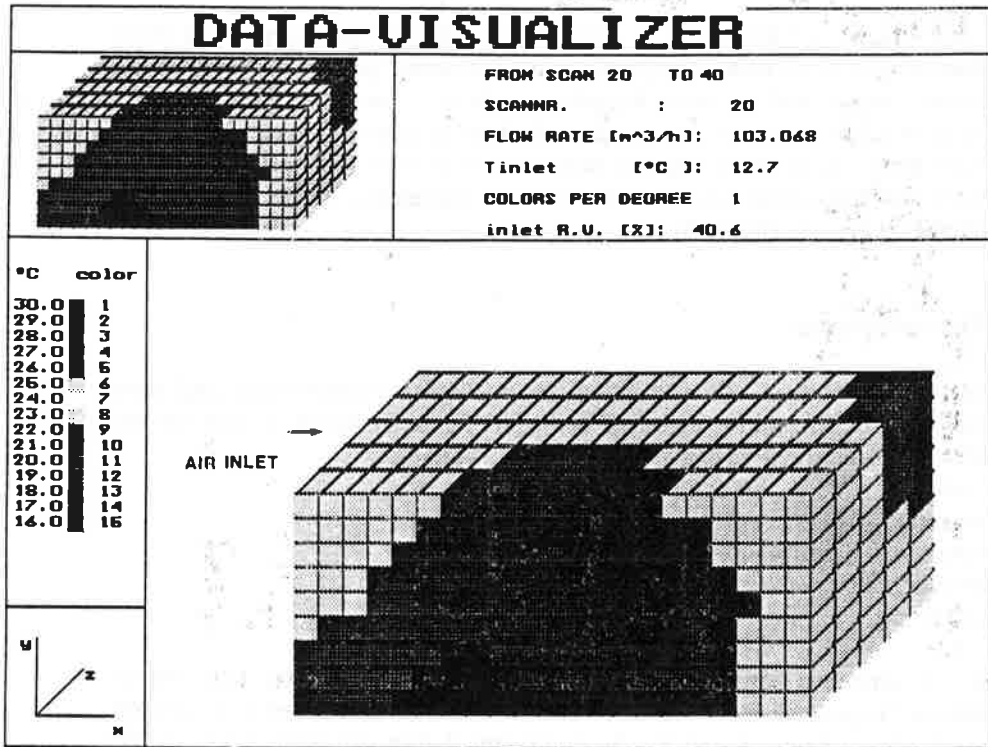 DATA-VISUALIZER
FROM SCAN 20 TO 40
SCANNR. : 20
FLOW RATE [m^3/h]: 103.068
Tinlet [°C ]: 12.7
COLORS PER DEGREE 1
inlet R.V. [%]: 40.6
°C color
30.0 1
29.0 2
28.0 3
27.0 4
26.0 5
25.0 6
24.0 7
23.0 8
22.0 9
21.0 10
20.0 11
19.0 12
18.0 13
17.0 14
16.0 15
AIR INLET
y
z
x